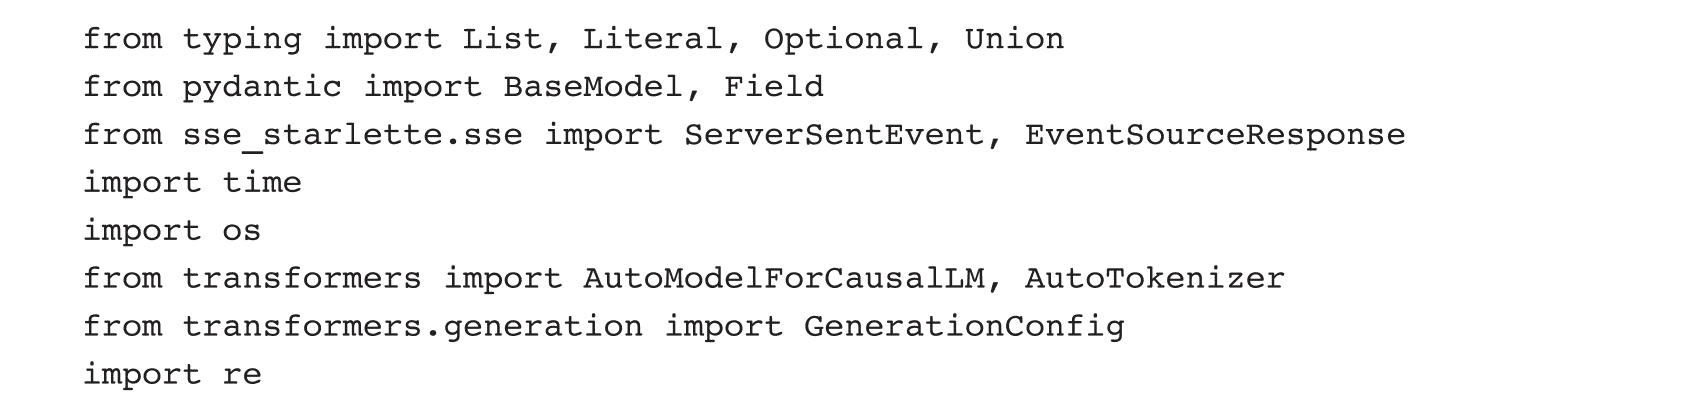 from typing import List, Literal, Optional, Union
from pydantic import BaseModel, Field
from sse_starlette.sse import ServerSentEvent, EventSourceResponse
import time
import os
from transformers import AutoModelForCausalLM, AutoTokenizer
from transformers.generation import GenerationConfig
import re